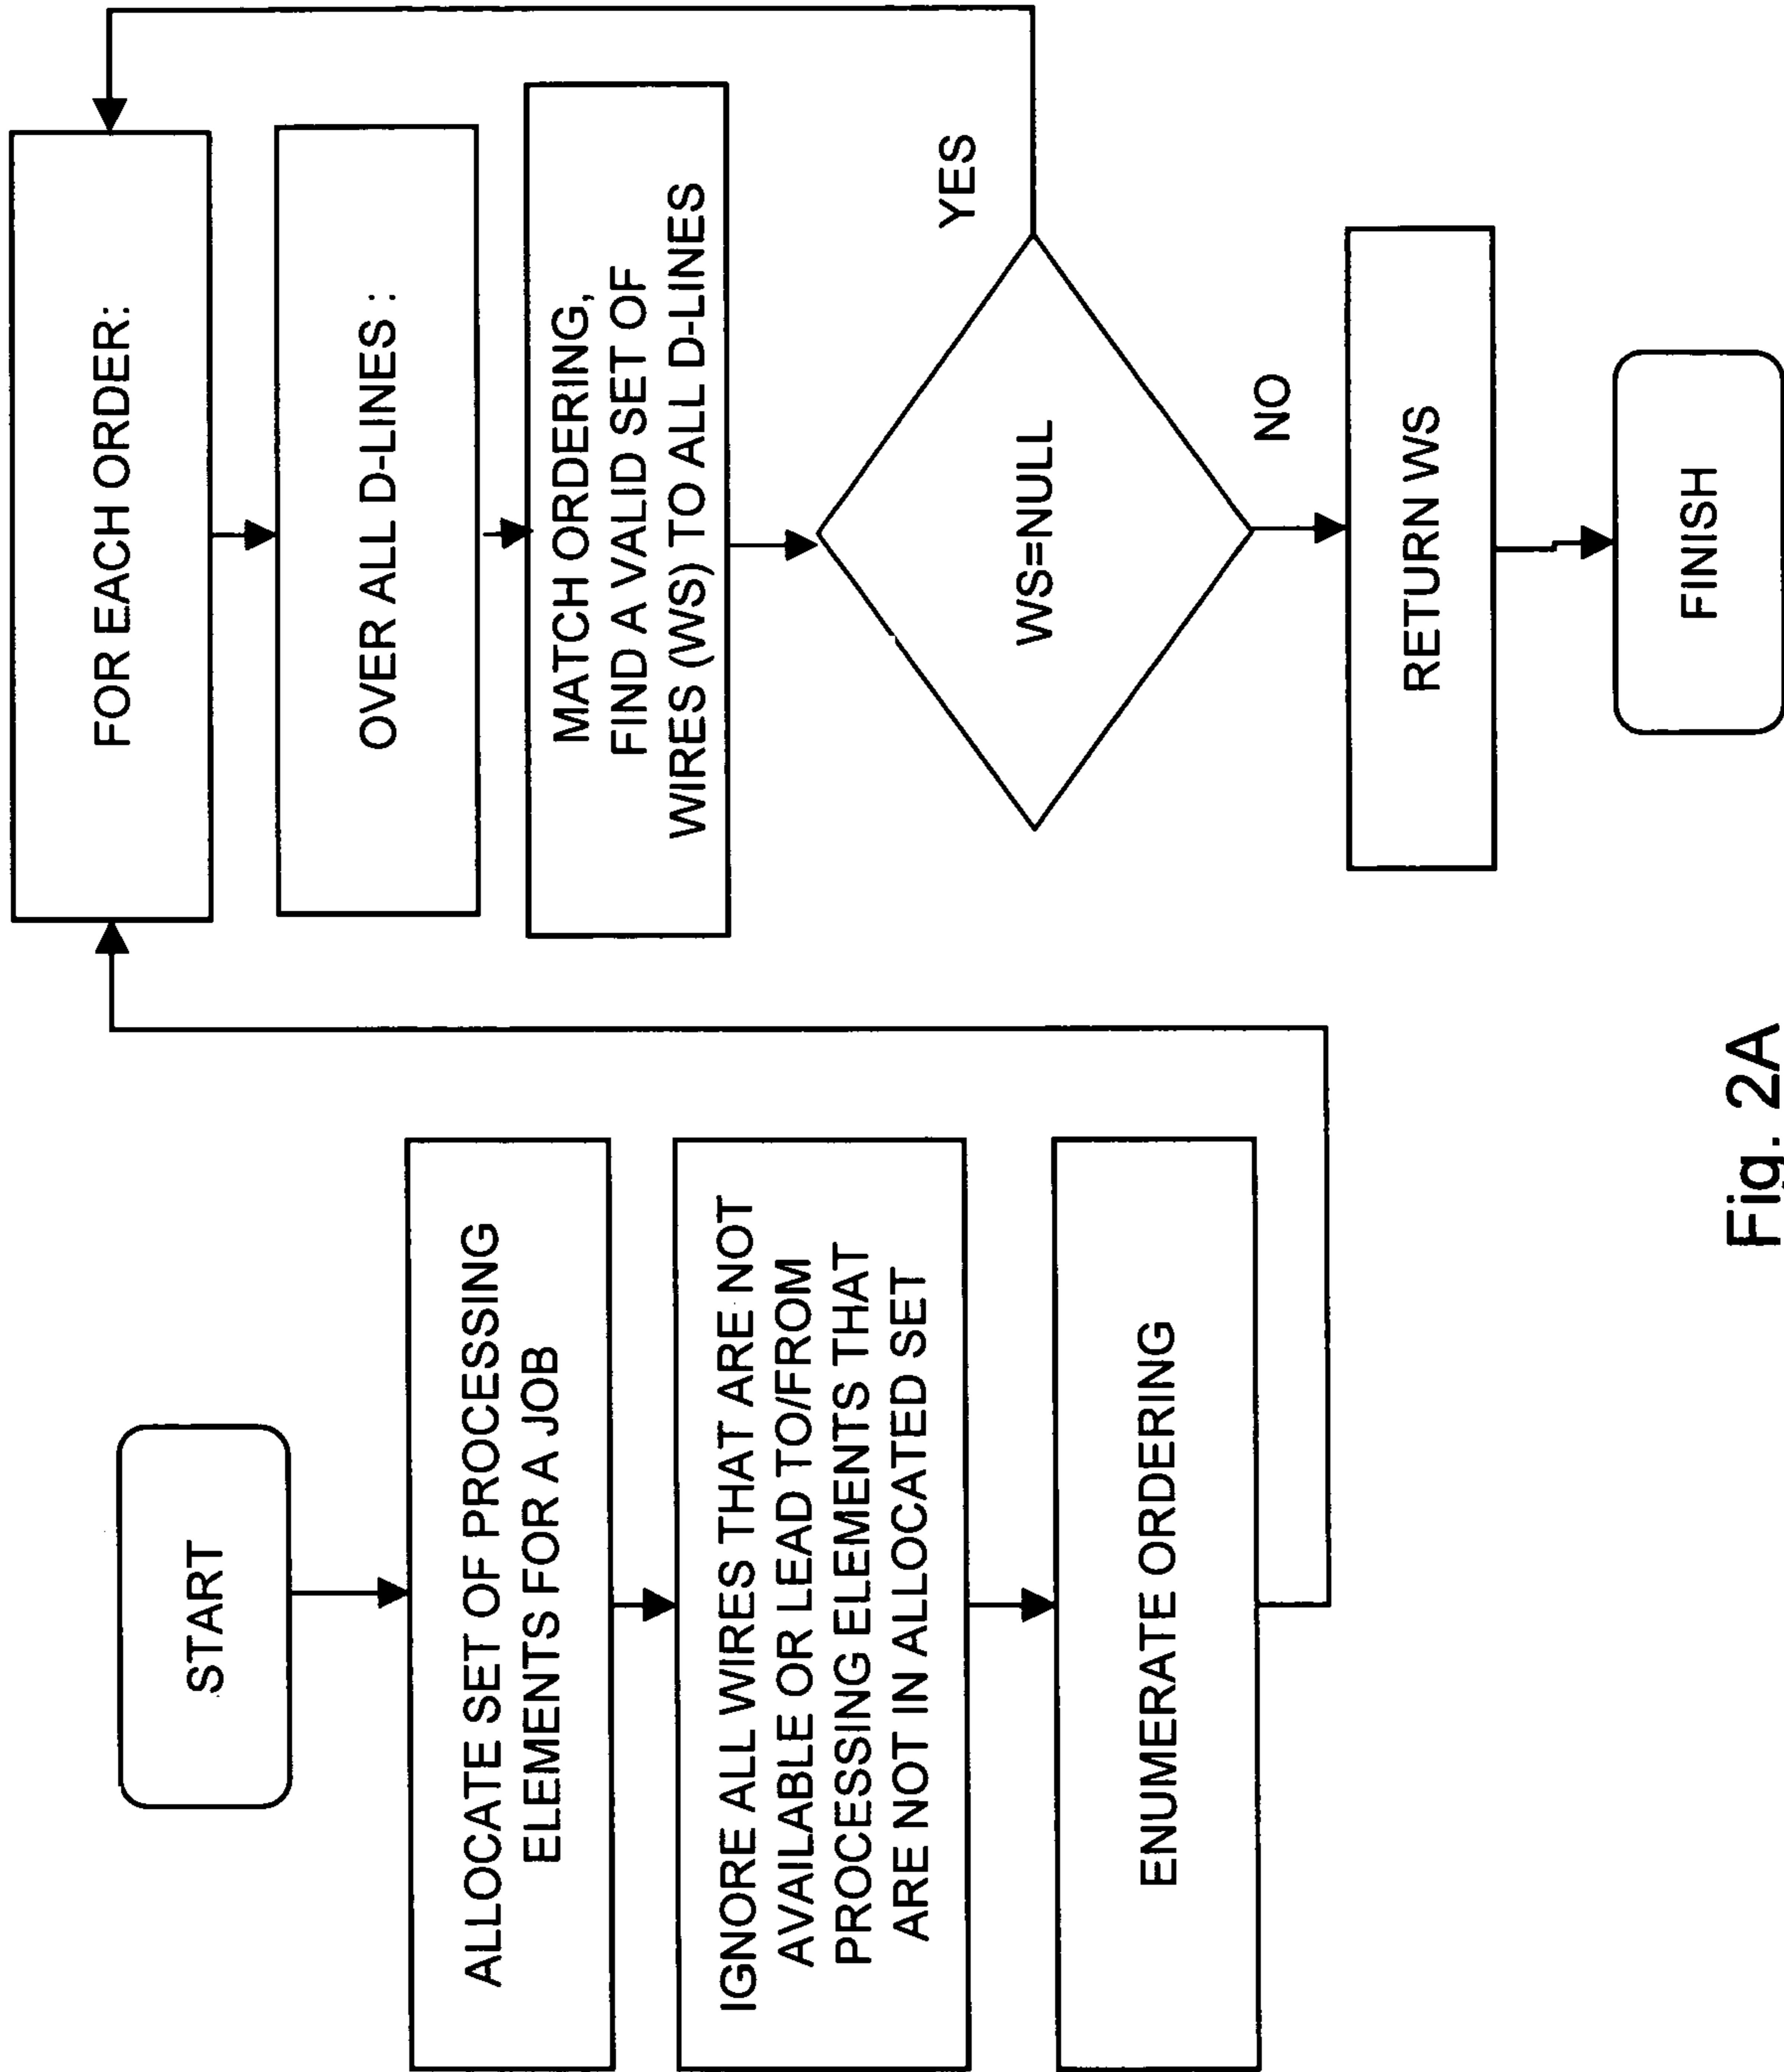 START
ALLOCATE SET OF PROCESSING
ELEMENTS FOR A JOB
IGNORE ALL WIRES THAT ARE NOT
AVAILABLE OR LEAD TO/FROM
PROCESSING ELEMENTS THAT
ARE NOT IN ALLOCATED SET
ENUMERATE ORDERING
FOR EACH ORDER:
OVER ALL D-LINES :
MATCH ORDERING,
FIND A VALID SET OF
WIRES (WS) TO ALL D-LINES
WS=NULL
YES
NO
RETURN WS
FINISH
Fig. 2A